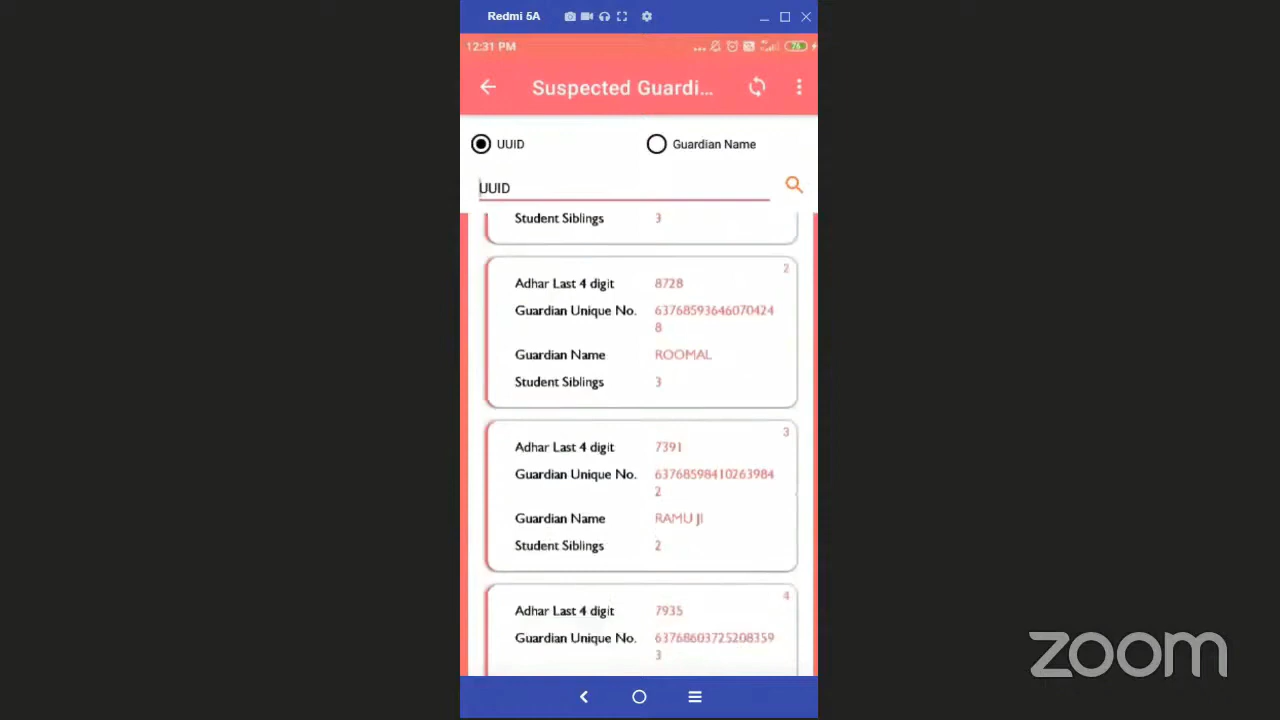 Redmi 5A
12:31 PM
76
Suspected Guardi...
UUID
Guardian Name
UUID
Student Siblings 3
2
Adhar Last 4 digit 8728
Guardian Unique No. 63768593646070424
8
Guardian Name ROOMAL
Student Siblings 3
3
Adhar Last 4 digit 7391
Guardian Unique No. 63768598410263984
2
Guardian Name RAMU JI
Student Siblings 2
4
Adhar Last 4 digit 7935
Guardian Unique No. 63768603725208359
3
zoom